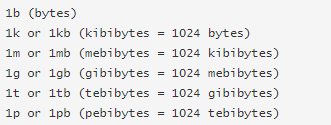 1b (bytes)
1k or 1kb (kibibytes = 1024 bytes)
1m or 1mb (mebibytes = 1024 kibibytes)
1g or 1gb (gibibytes = 1024 mebibytes)
1t or 1tb (tebibytes = 1024 gibibytes)
1p or 1pb (pebibytes = 1024 tebibytes)